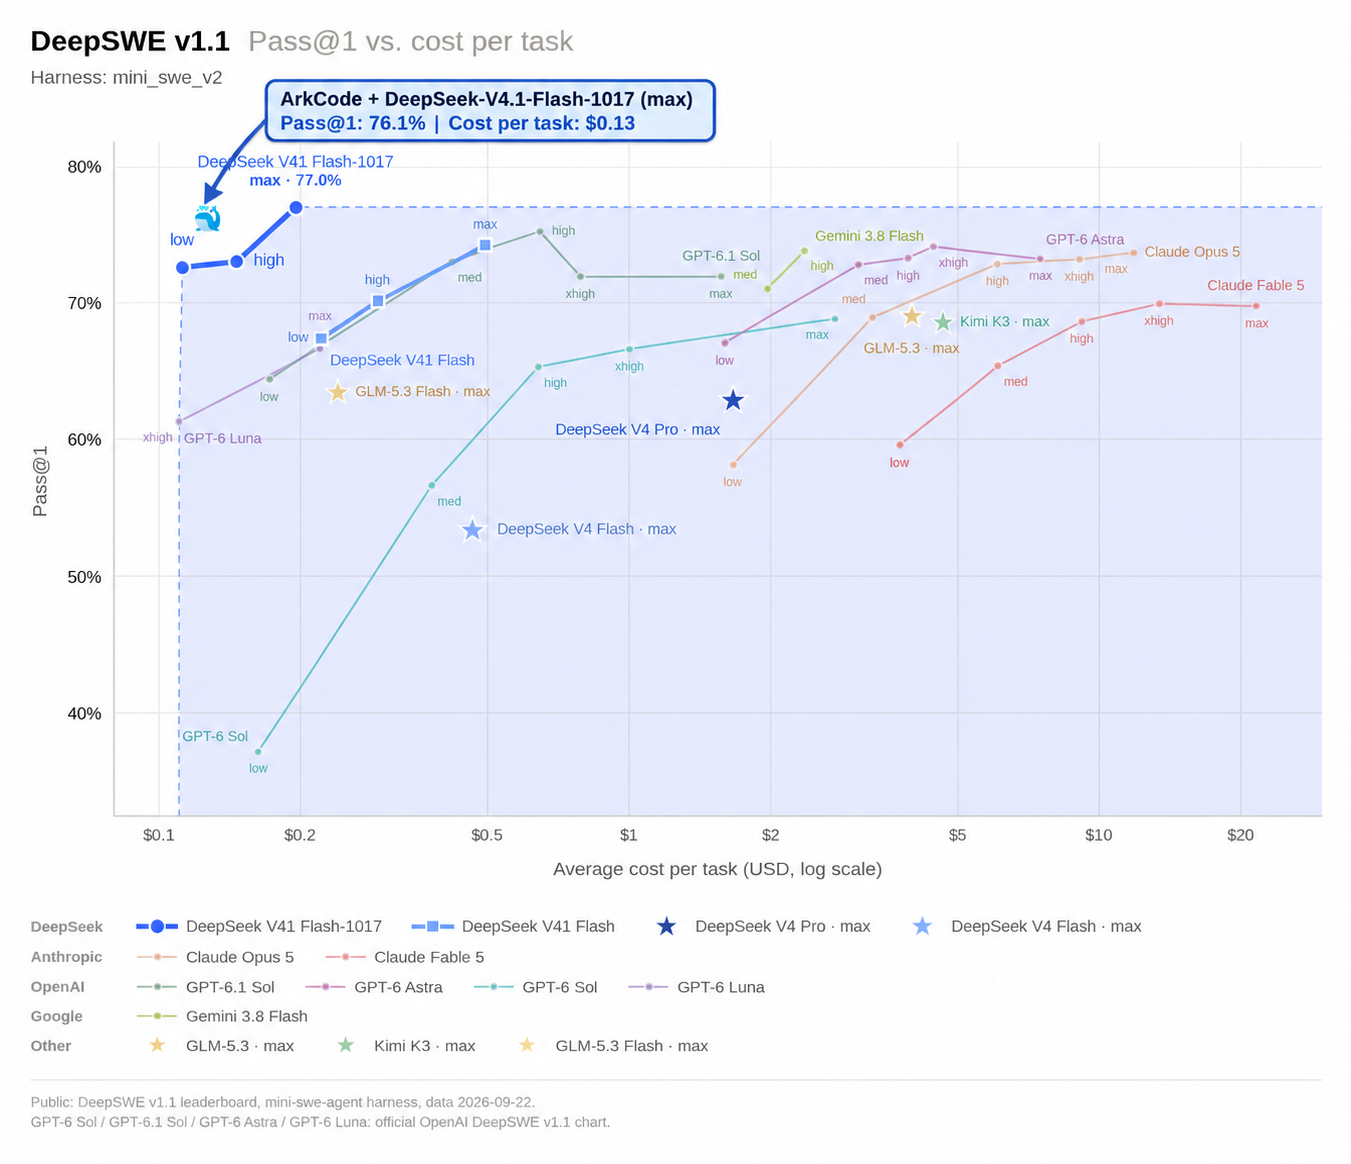 DeepSWE v1.1 Pass@1 vs. cost per task
Harness: mini_swe_v2
ArkCode + DeepSeek-V4.1-Flash-1017 (max)
Pass@1: 76.1% | Cost per task: $0.13
DeepSeek V41 Flash-1017
max · 77.0%
low
high
80%
70%
60%
50%
40%
Pass@1
max
high
low
DeepSeek V41 Flash
high
med
xhigh
max
low
GPT-6.1 Sol
max
xhigh
GPT-6 Luna
GLM-5.3 Flash · max
Gemini 3.8 Flash
med
high
GPT-6 Astra
low
med
high
xhigh
max
Claude Opus 5
low
med
high
xhigh
max
Claude Fable 5
low
med
high
xhigh
max
GLM-5.3 · max
Kimi K3 · max
DeepSeek V4 Pro · max
DeepSeek V4 Flash · max
GPT-6 Sol
low
med
high
xhigh
max
$0.1 $0.2 $0.5 $1 $2 $5 $10 $20
Average cost per task (USD, log scale)
DeepSeek DeepSeek V41 Flash-1017 DeepSeek V41 Flash DeepSeek V4 Pro · max DeepSeek V4 Flash · max
Anthropic Claude Opus 5 Claude Fable 5
OpenAI GPT-6.1 Sol GPT-6 Astra GPT-6 Sol GPT-6 Luna
Google Gemini 3.8 Flash
Other GLM-5.3 · max Kimi K3 · max GLM-5.3 Flash · max
Public: DeepSWE v1.1 leaderboard, mini-swe-agent harness, data 2026-09-22.
GPT-6 Sol / GPT-6.1 Sol / GPT-6 Astra / GPT-6 Luna: official OpenAI DeepSWE v1.1 chart.